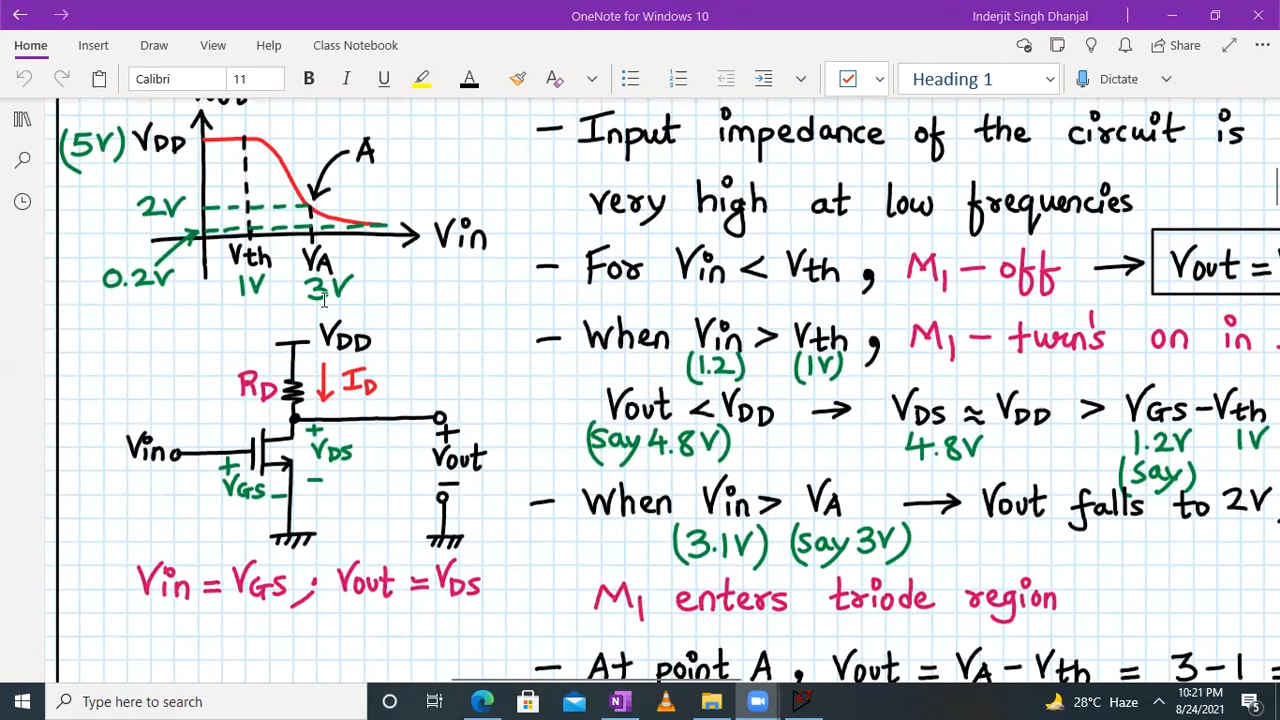 OneNote for Windows 10
Inderjit Singh Dhanjal
Home Insert Draw View Help Class Notebook
Share
Calibri 11 B I U A Heading 1 Dictate
(5V) VDD
A
2V
0.2V
Vth
1V
VA
3V
Vin
VDD
RD
ID
Vin
+
VGS -
+
VDS
-
+
Vout
-
Vin = VGS ; Vout = VDS
- Input impedance of the circuit is
very high at low frequencies
- For Vin < Vth , M1 - off → Vout =
- When Vin > Vth , M1 - turn's on in
(1.2) (1V)
Vout < VDD → VDS ≈ VDD > VGS - Vth
(say 4.8V) 4.8V 1.2V 1V
(say)
- When Vin > VA → Vout falls to 2V
(3.1V) (say 3V)
M1 enters triode region
- At point A , Vout = VA - Vth = 3 - 1 =
Type here to search
28°C Haze
10:21 PM
8/24/2021
5